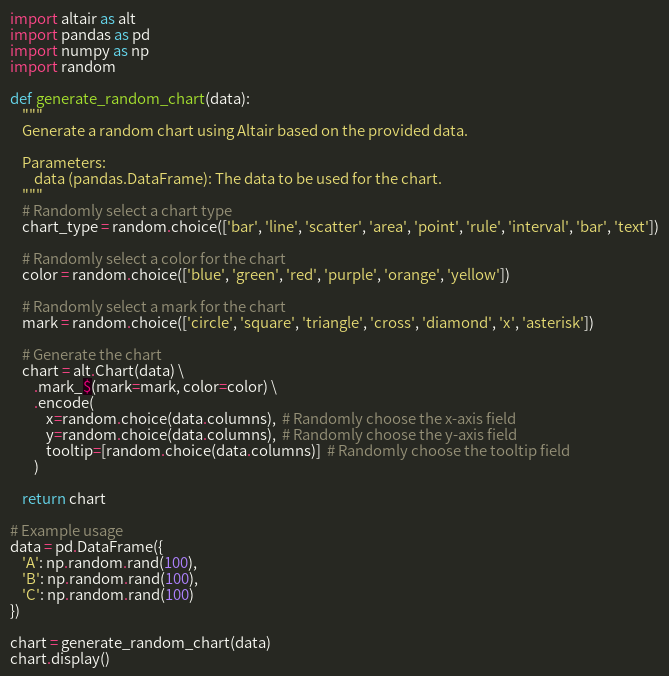 import altair as alt
import pandas as pd
import numpy as np
import random

def generate_random_chart(data):
    """
    Generate a random chart using Altair based on the provided data.

    Parameters:
        data (pandas.DataFrame): The data to be used for the chart.
    """
    # Randomly select a chart type
    chart_type = random.choice(['bar', 'line', 'scatter', 'area', 'point', 'rule', 'interval', 'bar', 'text'])

    # Randomly select a color for the chart
    color = random.choice(['blue', 'green', 'red', 'purple', 'orange', 'yellow'])

    # Randomly select a mark for the chart
    mark = random.choice(['circle', 'square', 'triangle', 'cross', 'diamond', 'x', 'asterisk'])

    # Generate the chart
    chart = alt.Chart(data) \
        .mark_$(mark=mark, color=color) \
        .encode(
            x=random.choice(data.columns),  # Randomly choose the x-axis field
            y=random.choice(data.columns),  # Randomly choose the y-axis field
            tooltip=[random.choice(data.columns)]  # Randomly choose the tooltip field
        )

    return chart

# Example usage
data = pd.DataFrame({
    'A': np.random.rand(100),
    'B': np.random.rand(100),
    'C': np.random.rand(100)
})

chart = generate_random_chart(data)
chart.display()